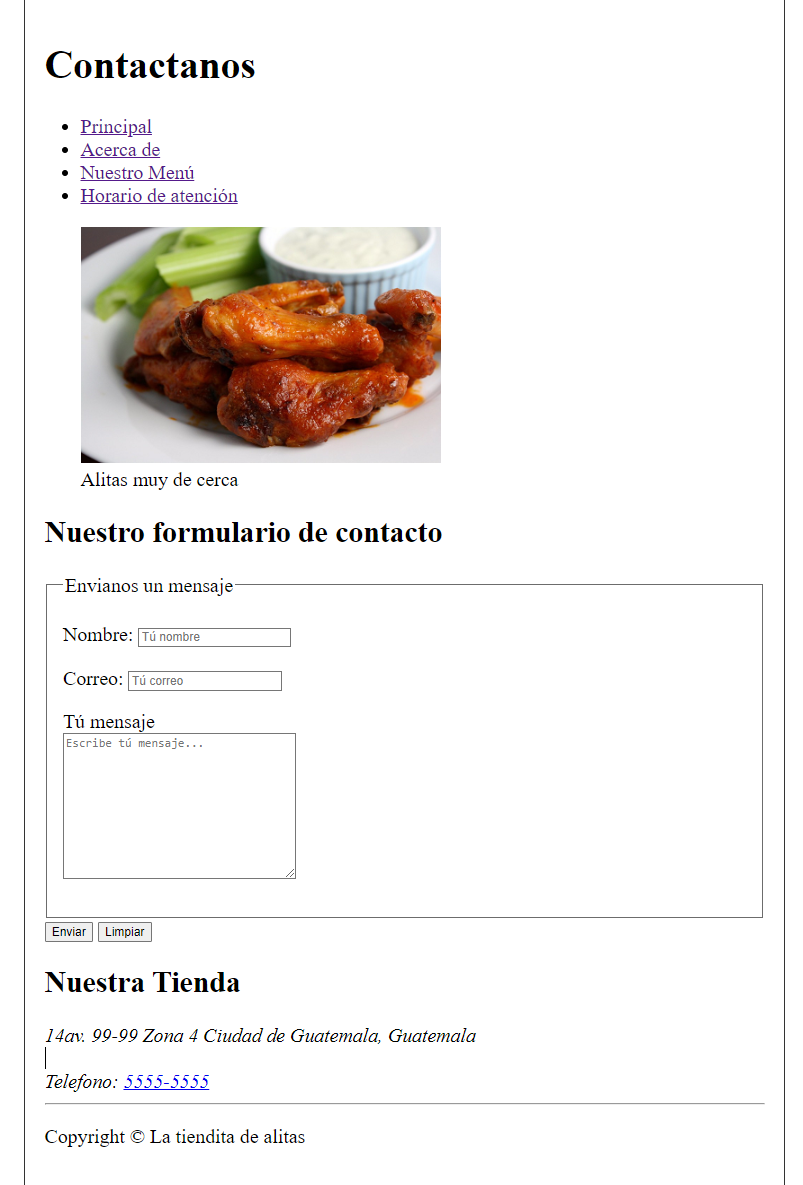 Contactanos
Principal
Acerca de
Nuestro Menú
Horario de atención
Alitas muy de cerca
Nuestro formulario de contacto
Envianos un mensaje
Nombre: Tú nombre
Correo: Tú correo
Tú mensaje
Escribe tú mensaje...
Enviar Limpiar
Nuestra Tienda
14av. 99-99 Zona 4 Ciudad de Guatemala, Guatemala
Telefono: 5555-5555
Copyright © La tiendita de alitas